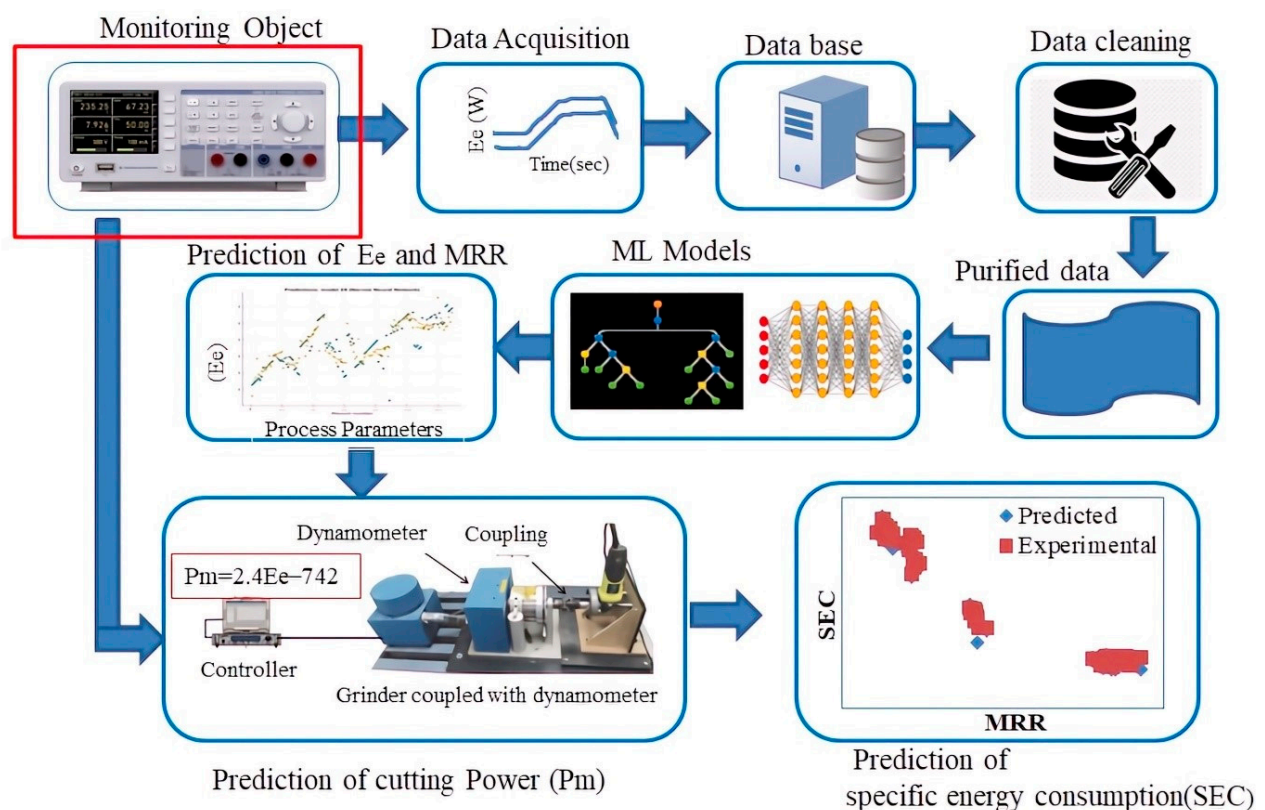 Monitoring Object
Data Acquisition
Data base
Data cleaning
235.25
67.23
7.926
50.00
Ee (W)
Time(sec)
Prediction of Ee and MRR
ML Models
Purified data
(Ee)
Process Parameters
Dynamometer
Coupling
Pm=2.4Ee–742
Controller
Grinder coupled with dynamometer
Predicted
Experimental
SEC
MRR
Prediction of cutting Power (Pm)
Prediction of
specific energy consumption(SEC)